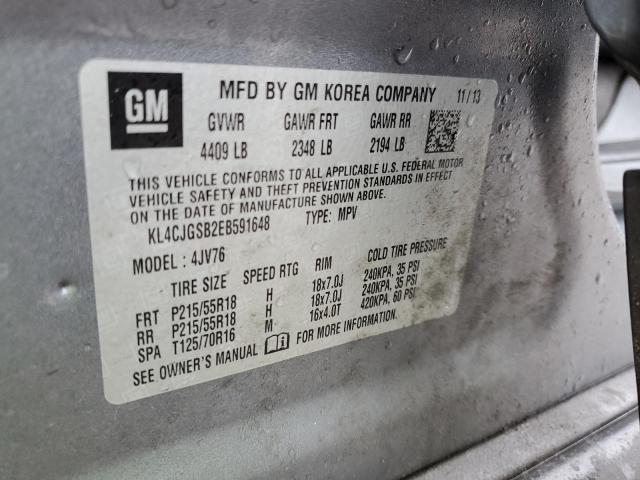 GM
MFD BY GM KOREA COMPANY 11/13
GVWR GAWR FRT GAWR RR
4409 LB 2348 LB 2194 LB
THIS VEHICLE CONFORMS TO ALL APPLICABLE U.S. FEDERAL MOTOR
VEHICLE SAFETY AND THEFT PREVENTION STANDARDS IN EFFECT
ON THE DATE OF MANUFACTURE SHOWN ABOVE.
KL4CJGSB2EB591648 TYPE: MPV
MODEL: 4JV76
TIRE SIZE SPEED RTG RIM COLD TIRE PRESSURE
FRT P215/55R18 H 18x7.0J 240KPA, 35 PSI
RR P215/55R18 H 18x7.0J 240KPA, 35 PSI
SPA T125/70R16 M 16x4.0T 420KPA, 60 PSI
SEE OWNER'S MANUAL FOR MORE INFORMATION.